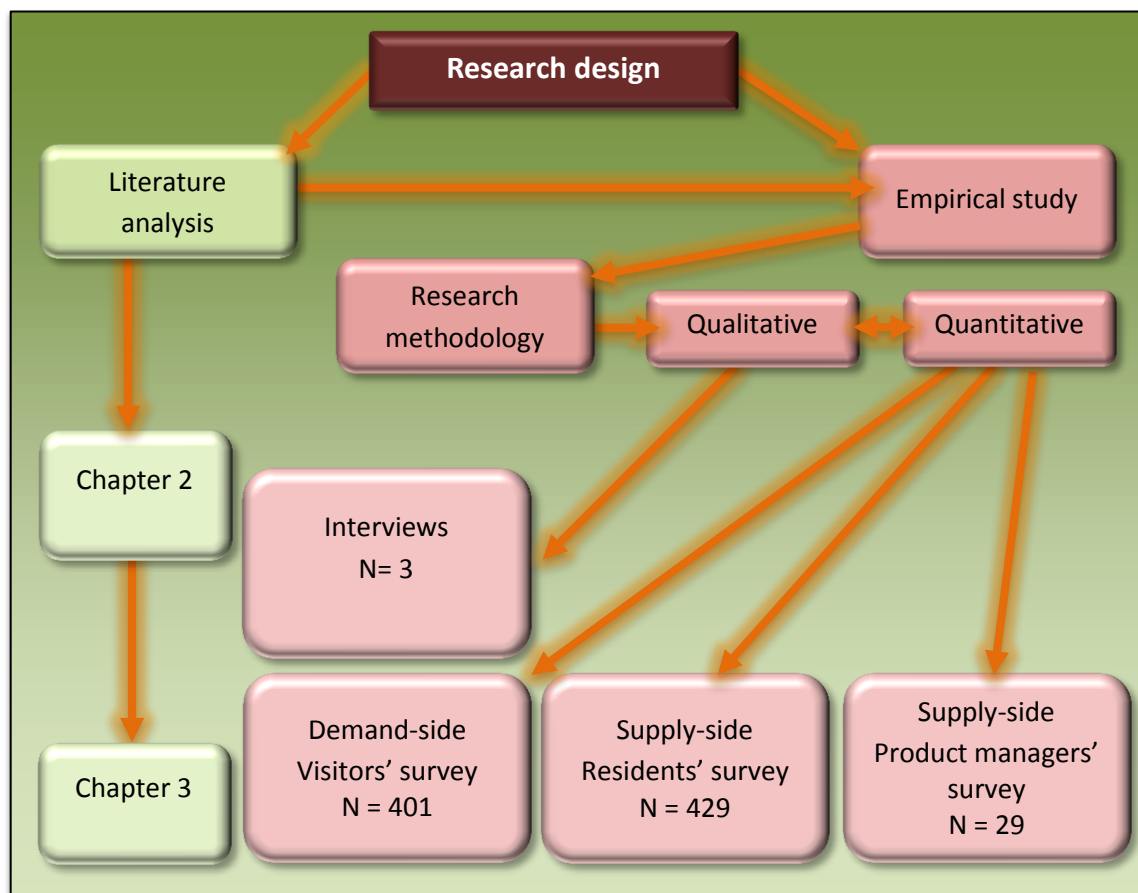 Research design
Literature
analysis
Empirical study
Research
methodology
Qualitative
Quantitative
Chapter 2
Interviews
N= 3
Demand-side
Visitors’ survey
N = 401
Supply-side
Residents’ survey
N = 429
Supply-side
Product managers’
survey
N = 29
Chapter 3